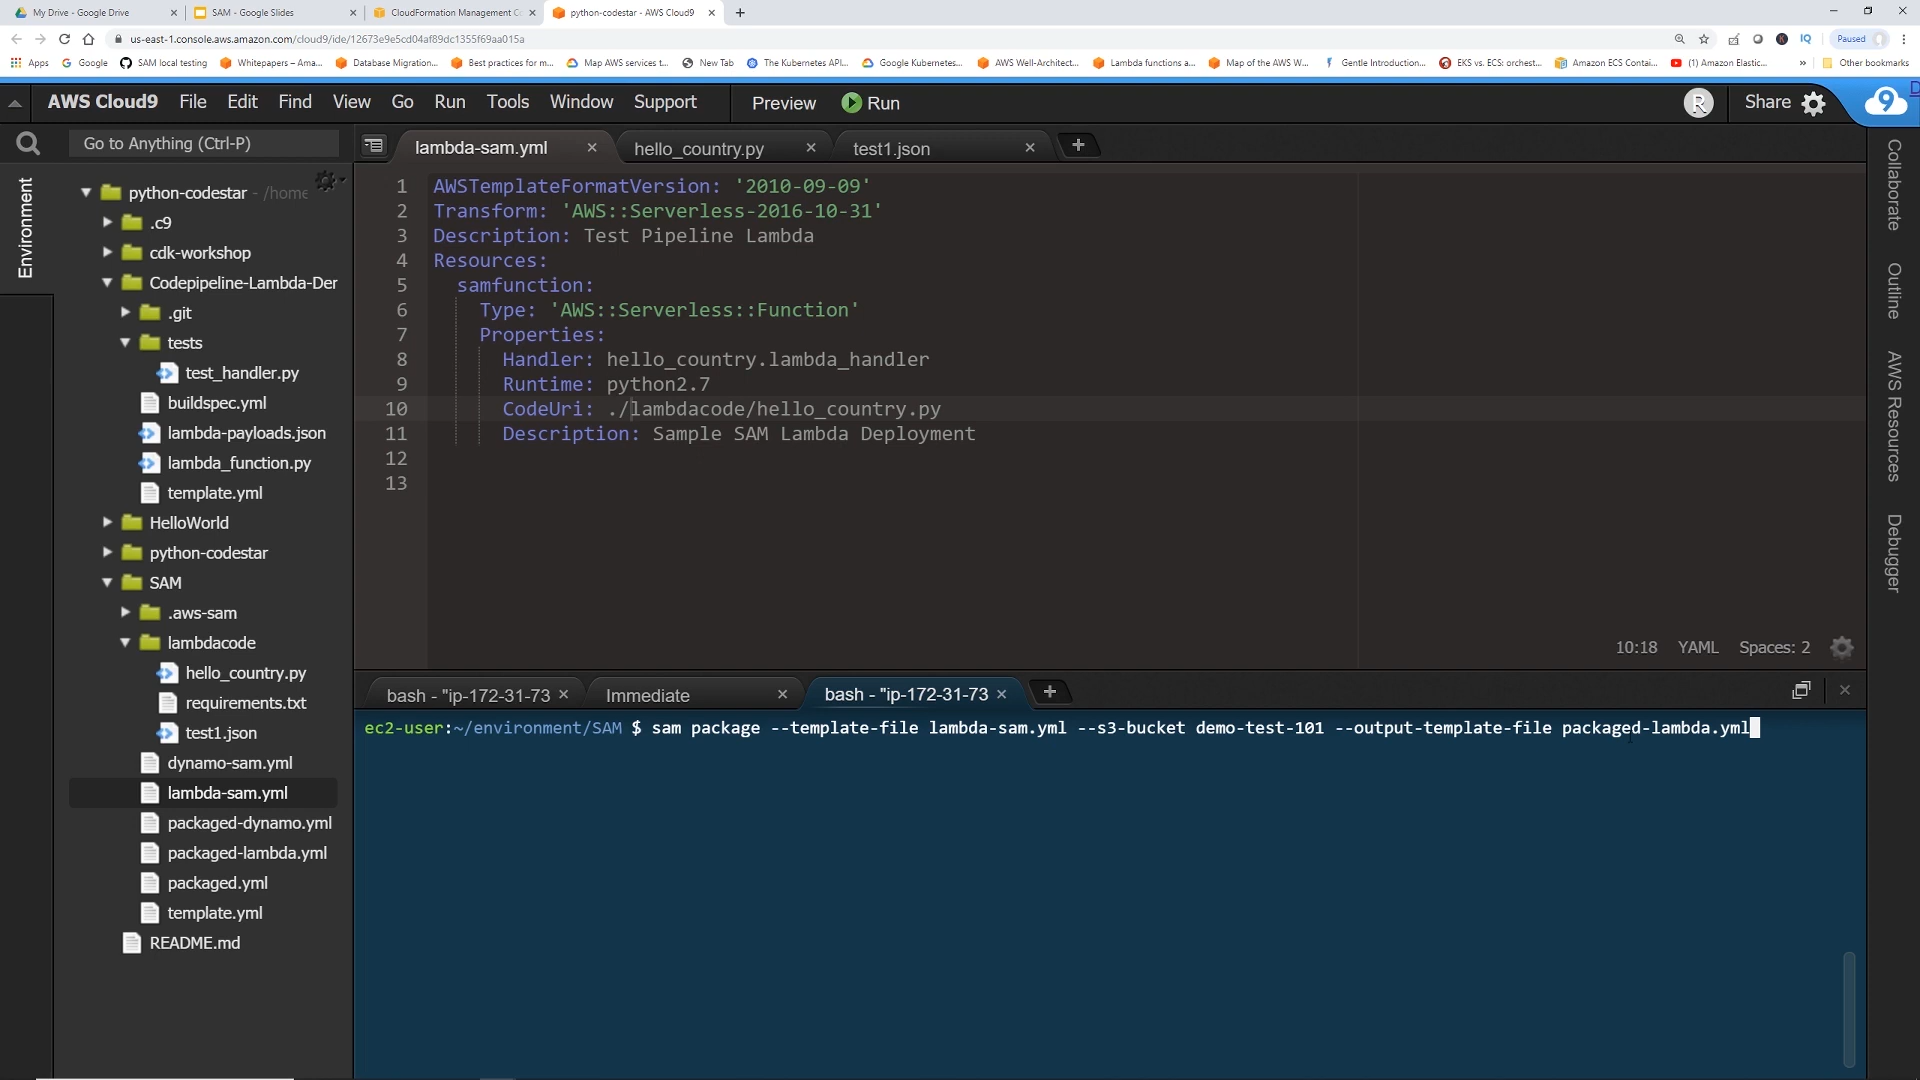 My Drive - Google Drive
SAM - Google Slides
CloudFormation Management C
python-codestar - AWS Cloud9
us-east-1.console.aws.amazon.com/cloud9/ide/12673e9e5cd04af89dc1355f69aa015a
Paused
Apps
Google
SAM local testing
Whitepapers – Ama...
Database Migration...
Best practices for m...
Map AWS services t...
New Tab
The Kubernetes API...
Google Kubernetes...
AWS Well-Architect...
Lambda functions a...
Map of the AWS W...
Gentle Introduction...
EKS vs. ECS: orchest...
Amazon ECS Contai...
(1) Amazon Elastic...
»
Other bookmarks
AWS Cloud9 File Edit Find View Go Run Tools Window Support Preview Run
R Share
Go to Anything (Ctrl-P)
lambda-sam.yml
hello_country.py
test1.json
Environment
python-codestar - /home
.c9
cdk-workshop
Codepipeline-Lambda-Der
.git
tests
test_handler.py
buildspec.yml
lambda-payloads.json
lambda_function.py
template.yml
HelloWorld
python-codestar
SAM
.aws-sam
lambdacode
hello_country.py
requirements.txt
test1.json
dynamo-sam.yml
lambda-sam.yml
packaged-dynamo.yml
packaged-lambda.yml
packaged.yml
template.yml
README.md
1 AWSTemplateFormatVersion: '2010-09-09'
2 Transform: 'AWS::Serverless-2016-10-31'
3 Description: Test Pipeline Lambda
4 Resources:
5 samfunction:
6 Type: 'AWS::Serverless::Function'
7 Properties:
8 Handler: hello_country.lambda_handler
9 Runtime: python2.7
10 CodeUri: ./lambdacode/hello_country.py
11 Description: Sample SAM Lambda Deployment
12
13
10:18 YAML Spaces: 2
Collaborate
Outline
AWS Resources
Debugger
bash - "ip-172-31-73
Immediate
bash - "ip-172-31-73
ec2-user:~/environment/SAM $ sam package --template-file lambda-sam.yml --s3-bucket demo-test-101 --output-template-file packaged-lambda.yml